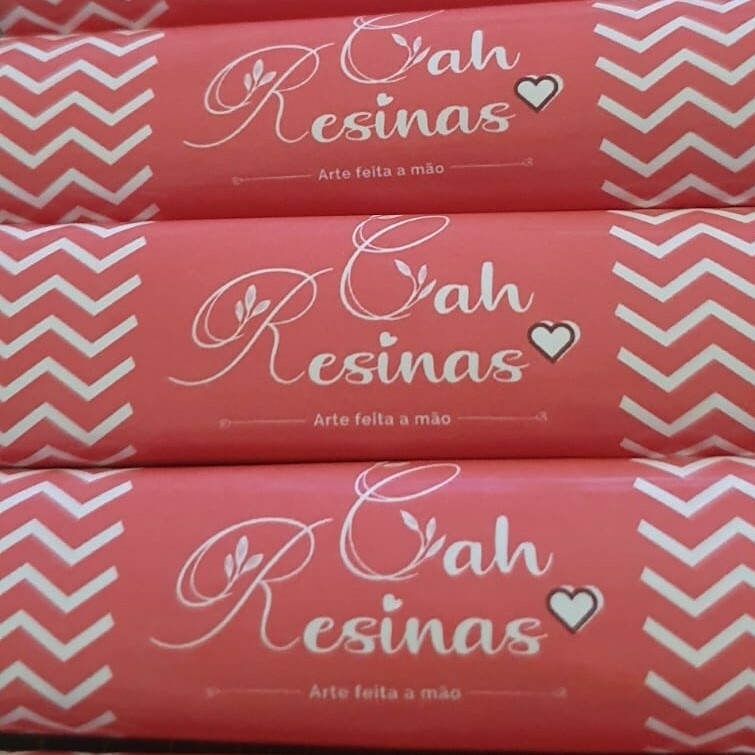 Cah
Resinas
Arte feita a mão
Cah
Resinas
Arte feita a mão
Cah
Resinas
Arte feita a mão